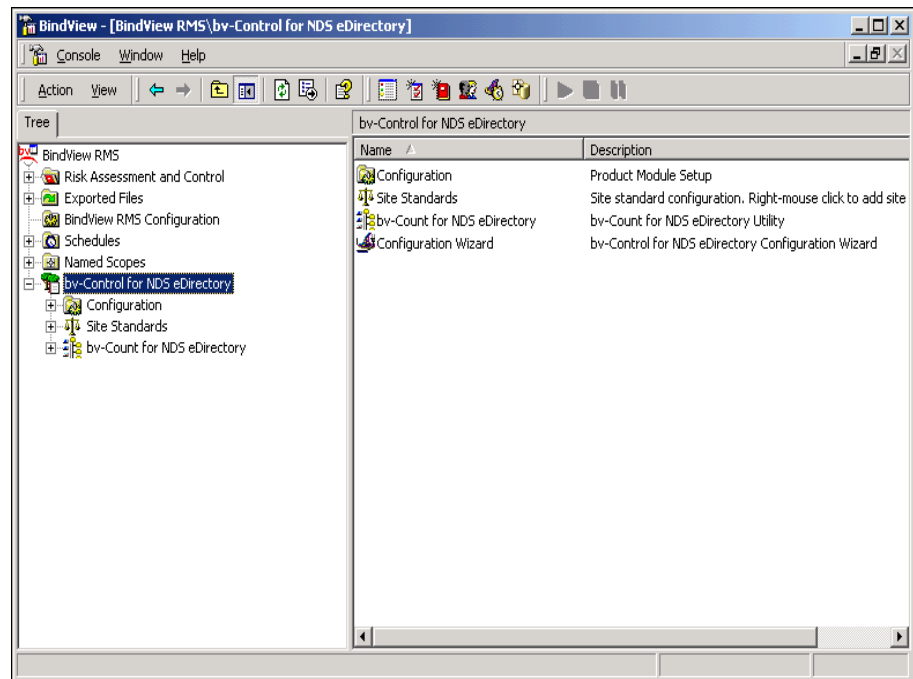 BindView - [BindView RMS\bv-Control for NDS eDirectory]
Console Window Help
Action View
Tree
bv-Control for NDS eDirectory
BindView RMS
Risk Assessment and Control
Exported Files
BindView RMS Configuration
Schedules
Named Scopes
bv-Control for NDS eDirectory
Configuration
Site Standards
bv-Count for NDS eDirectory
Name Description
Configuration Product Module Setup
Site Standards Site standard configuration. Right-mouse click to add site
bv-Count for NDS eDirectory bv-Count for NDS eDirectory Utility
Configuration Wizard bv-Control for NDS eDirectory Configuration Wizard